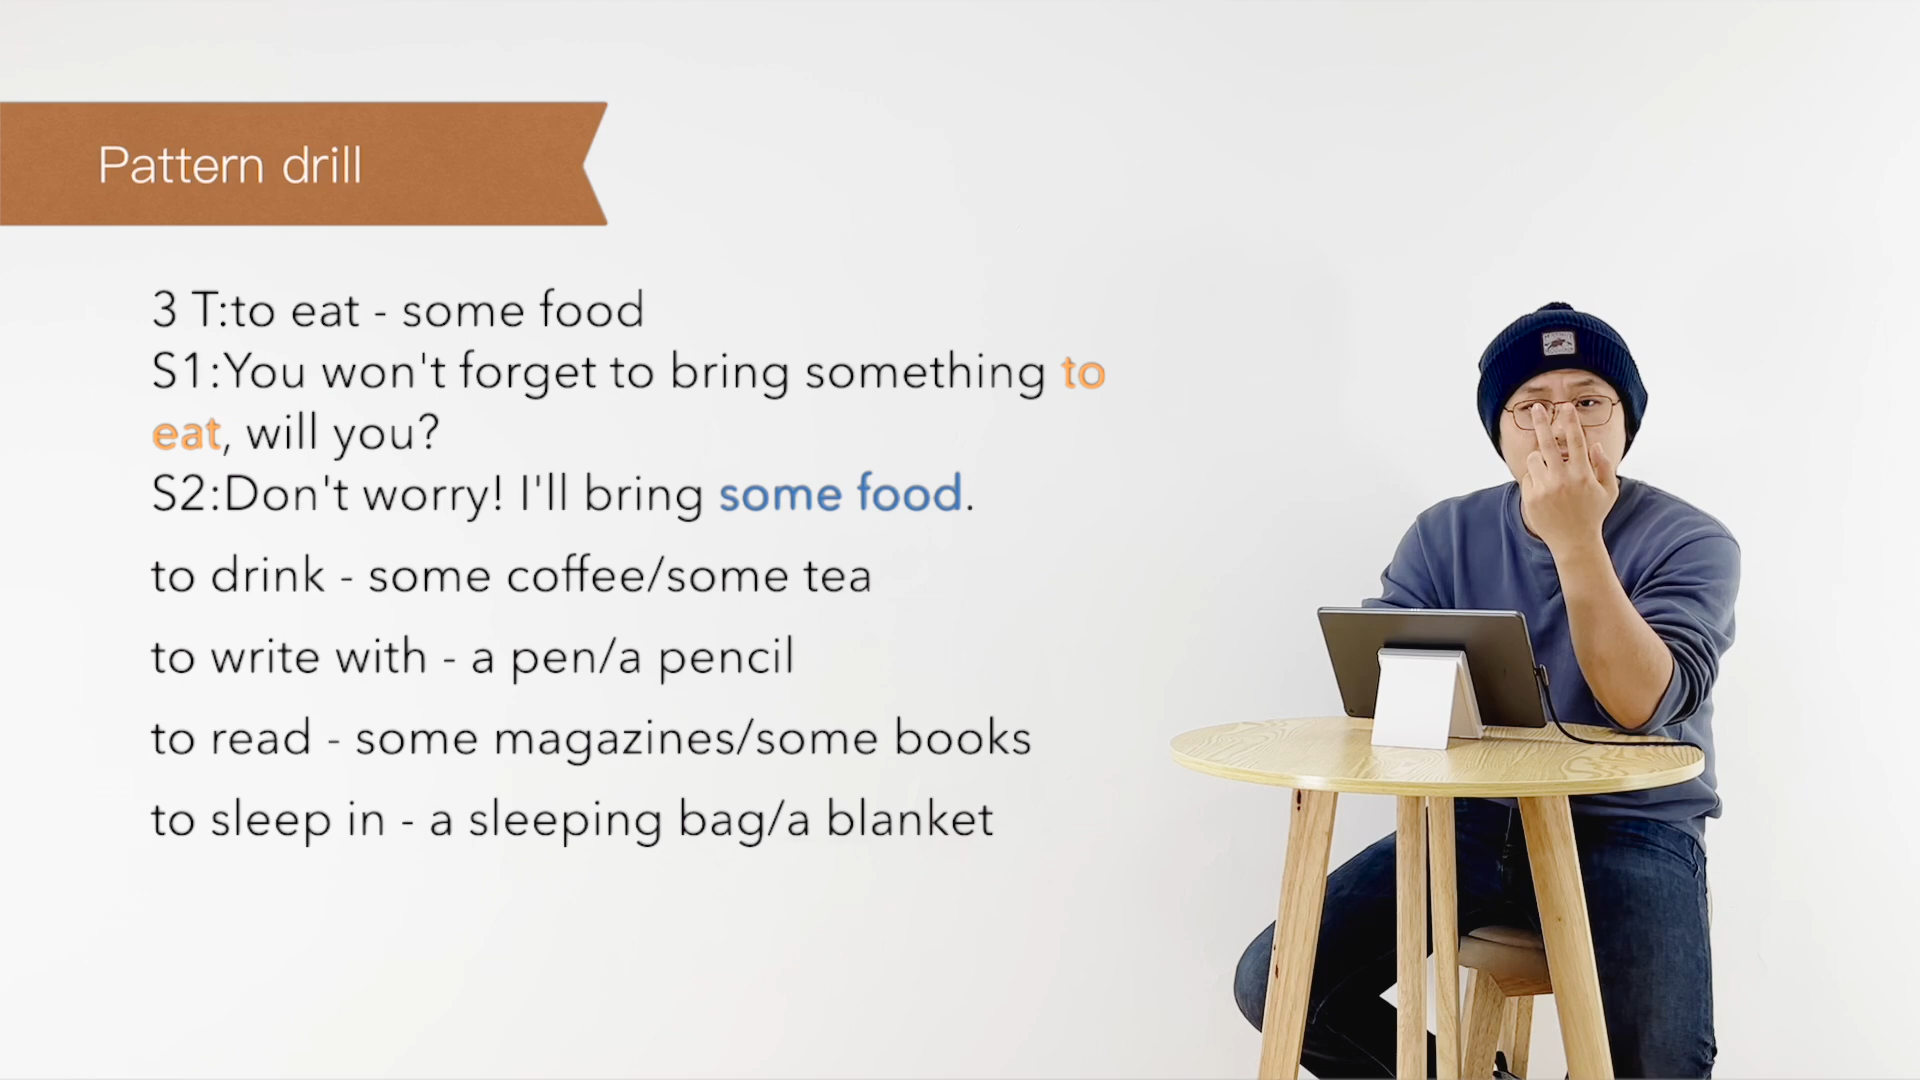 Pattern drill
3 T:to eat - some food
S1:You won't forget to bring something to
eat, will you?
S2:Don't worry! I'll bring some food.
to drink - some coffee/some tea
to write with - a pen/a pencil
to read - some magazines/some books
to sleep in - a sleeping bag/a blanket